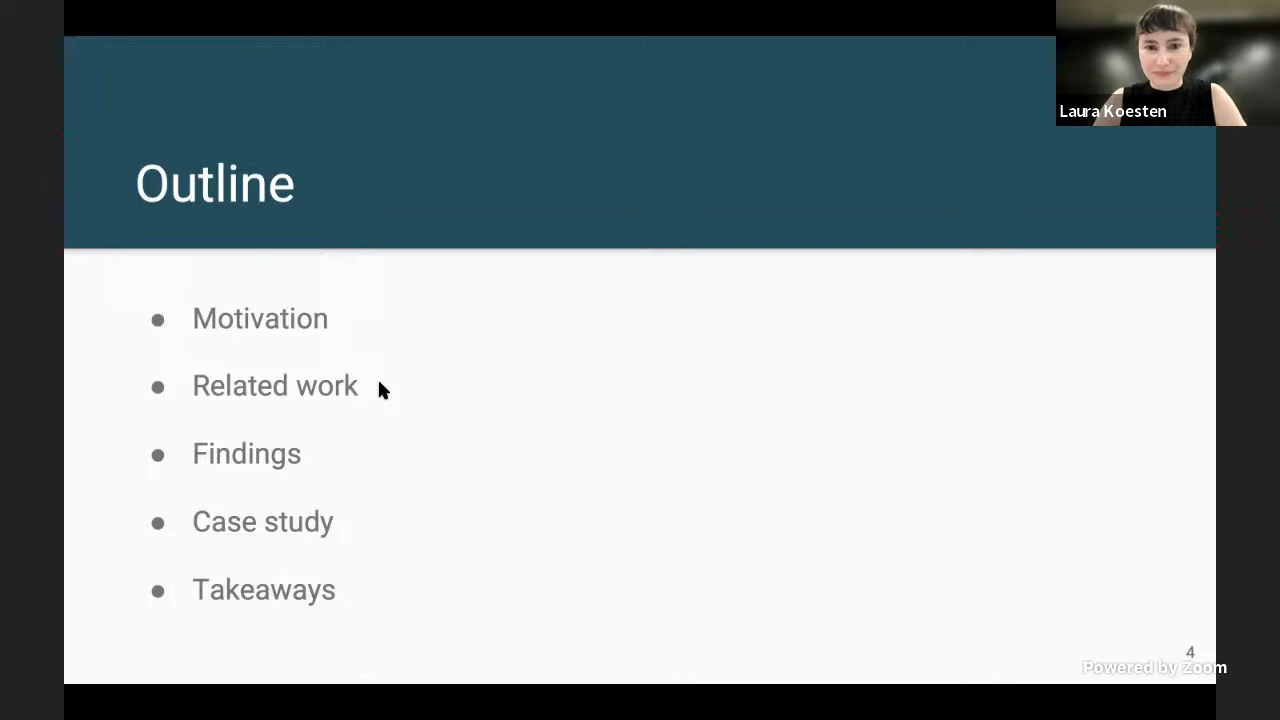 Laura Koesten
Outline
● Motivation
● Related work
● Findings
● Case study
● Takeaways
4
Powered by Zoom